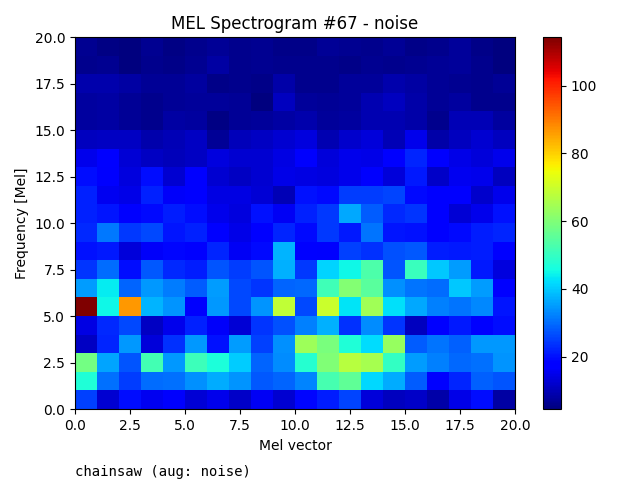 MEL Spectrogram #67 - noise
20.0
17.5
15.0
12.5
10.0
7.5
5.0
2.5
0.0
Frequency [Mel]
0.0 2.5 5.0 7.5 10.0 12.5 15.0 17.5 20.0
Mel vector
100
80
60
40
20
chainsaw (aug: noise)